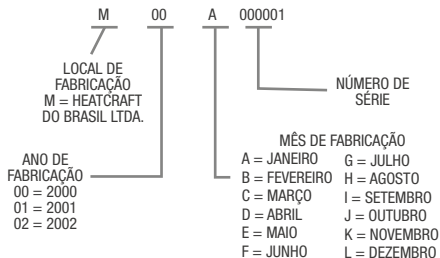 M 00 A 000001
LOCAL DE
FABRICAÇÃO
M = HEATCRAFT
DO BRASIL LTDA.
NÚMERO DE
SÉRIE
ANO DE
FABRICAÇÃO
00 = 2000
01 = 2001
02 = 2002
MÊS DE FABRICAÇÃO
A = JANEIRO
B = FEVEREIRO
C = MARÇO
D = ABRIL
E = MAIO
F = JUNHO
G = JULHO
H = AGOSTO
I = SETEMBRO
J = OUTUBRO
K = NOVEMBRO
L = DEZEMBRO